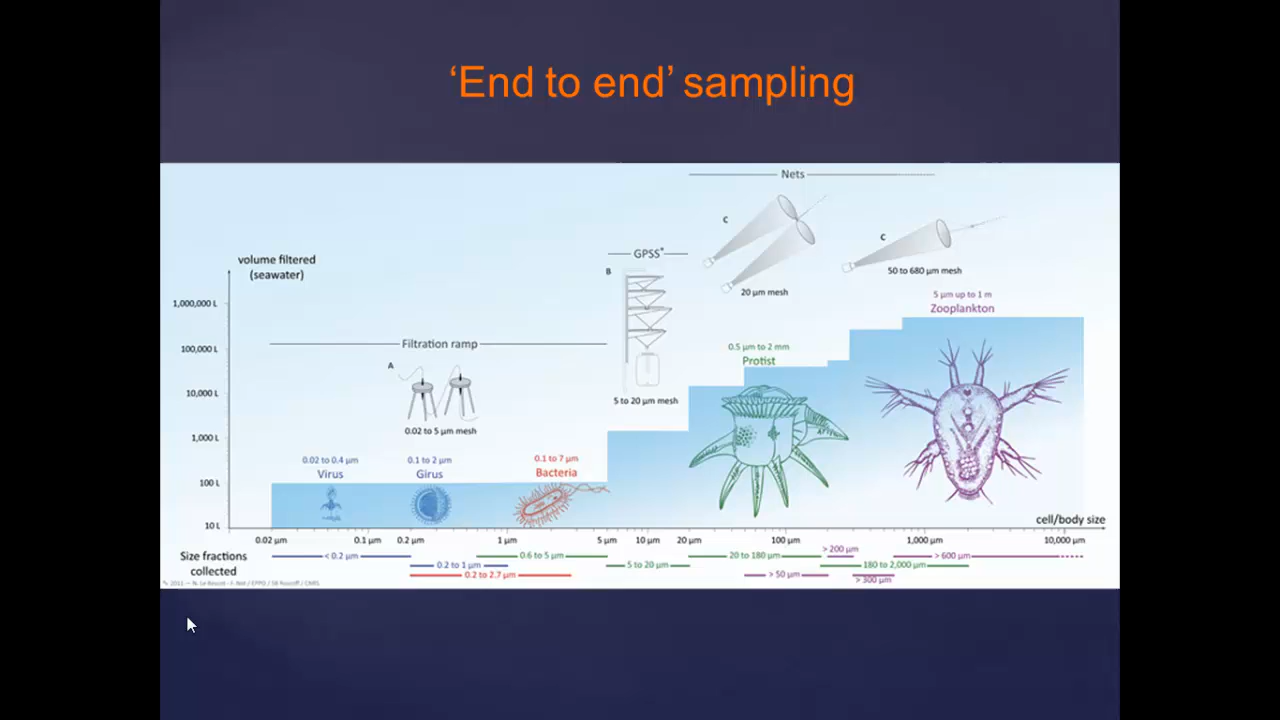 ‘End to end’ sampling
Nets
C
C
50 to 680 µm mesh
20 µm mesh
GPSS*
B
5 to 20 µm mesh
volume filtered
(seawater)
1,000,000 L
100,000 L
10,000 L
1,000 L
100 L
10 L
Filtration ramp
A
0.02 to 5 µm mesh
5 µm up to 1 m
Zooplankton
0.5 µm to 2 mm
Protist
0.02 to 0.4 µm
Virus
0.1 to 2 µm
Girus
0.1 to 7 µm
Bacteria
cell/body size
0.02 µm 0.1 µm 0.2 µm 1 µm 5 µm 10 µm 20 µm 100 µm 1,000 µm 10,000 µm
Size fractions
collected
< 0.2 µm
0.2 to 1 µm
0.2 to 2.7 µm
0.6 to 5 µm
5 to 20 µm
20 to 180 µm
> 50 µm
> 200 µm
180 to 2,000 µm
> 300 µm
> 600 µm